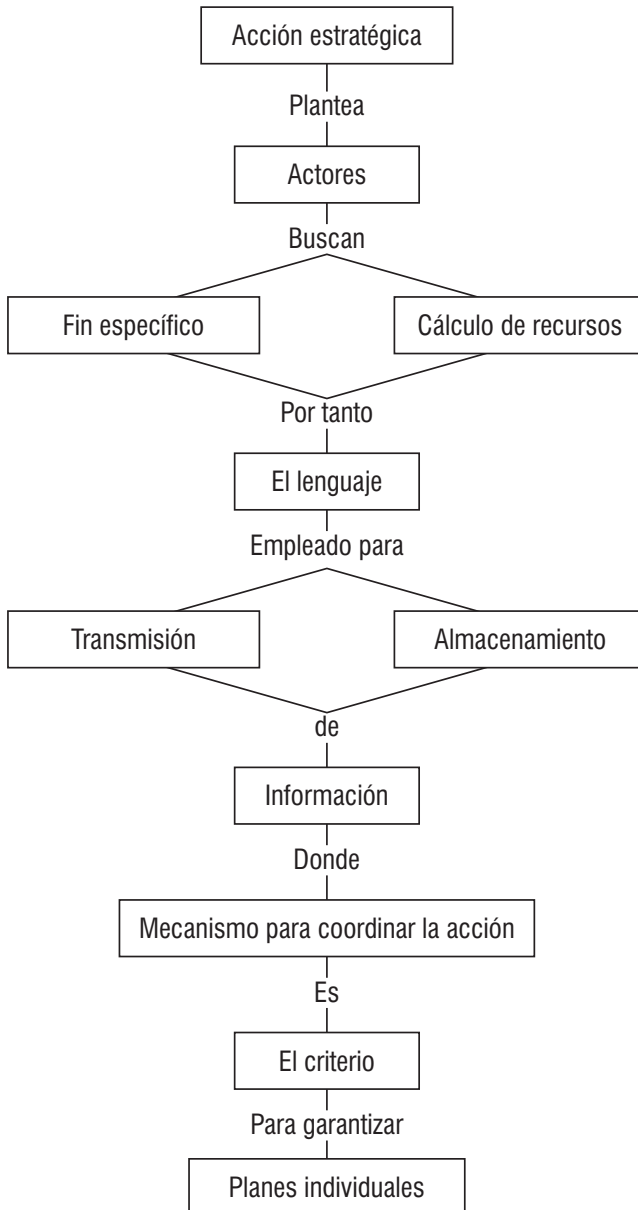 Acción estratégica
Plantea
Actores
Buscan
Fin específico
Cálculo de recursos
Por tanto
El lenguaje
Empleado para
Transmisión
Almacenamiento
de
Información
Donde
Mecanismo para coordinar la acción
Es
El criterio
Para garantizar
Planes individuales